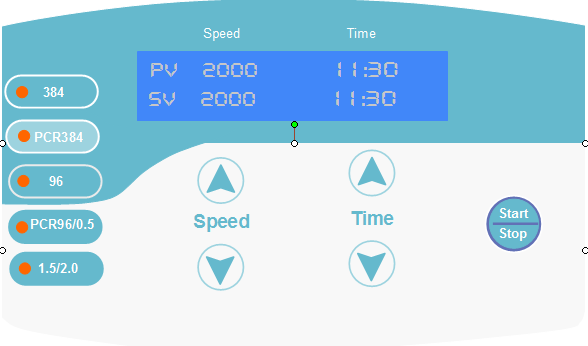 Speed Time
PV 2000 11:30
SV 2000 11:30
384
PCR384
96
PCR96/0.5
1.5/2.0
Speed
Time
Start
Stop